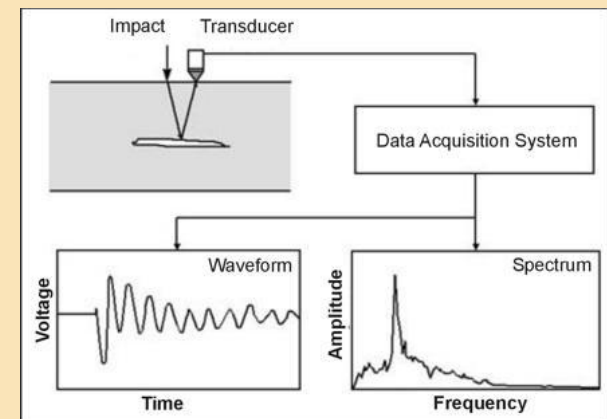 Impact Transducer
Data Acquisition System
Waveform
Voltage
Time
Spectrum
Amplitude
Frequency